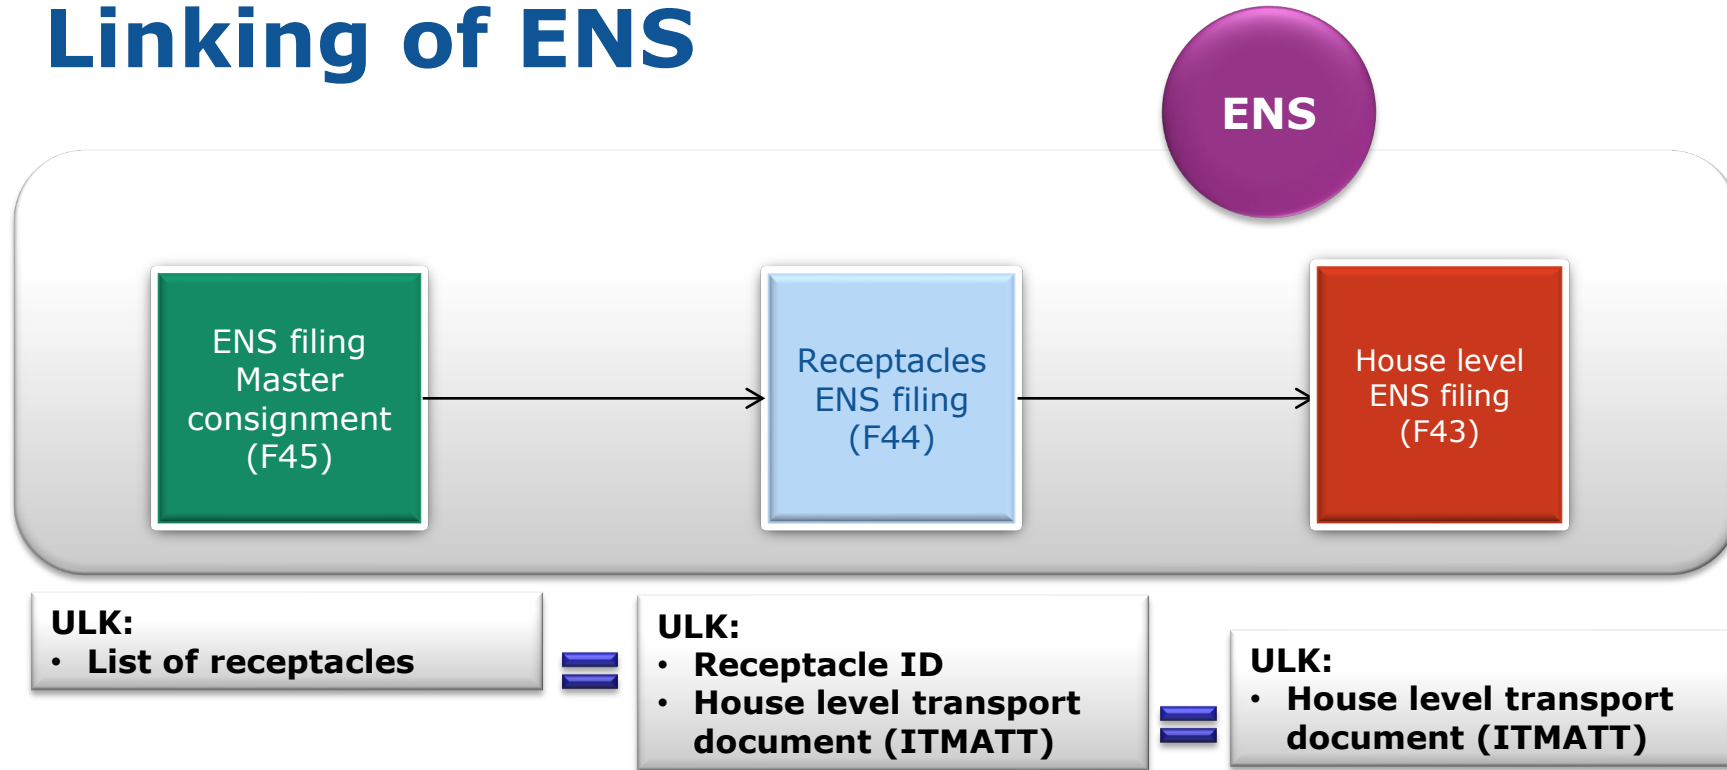 Linking of ENS
ENS
ENS filing
Master
consignment
(F45)
Receptacles
ENS filing
(F44)
House level
ENS filing
(F43)
ULK:
• List of receptacles
ULK:
• Receptacle ID
• House level transport
document (ITMATT)
ULK:
• House level transport
document (ITMATT)